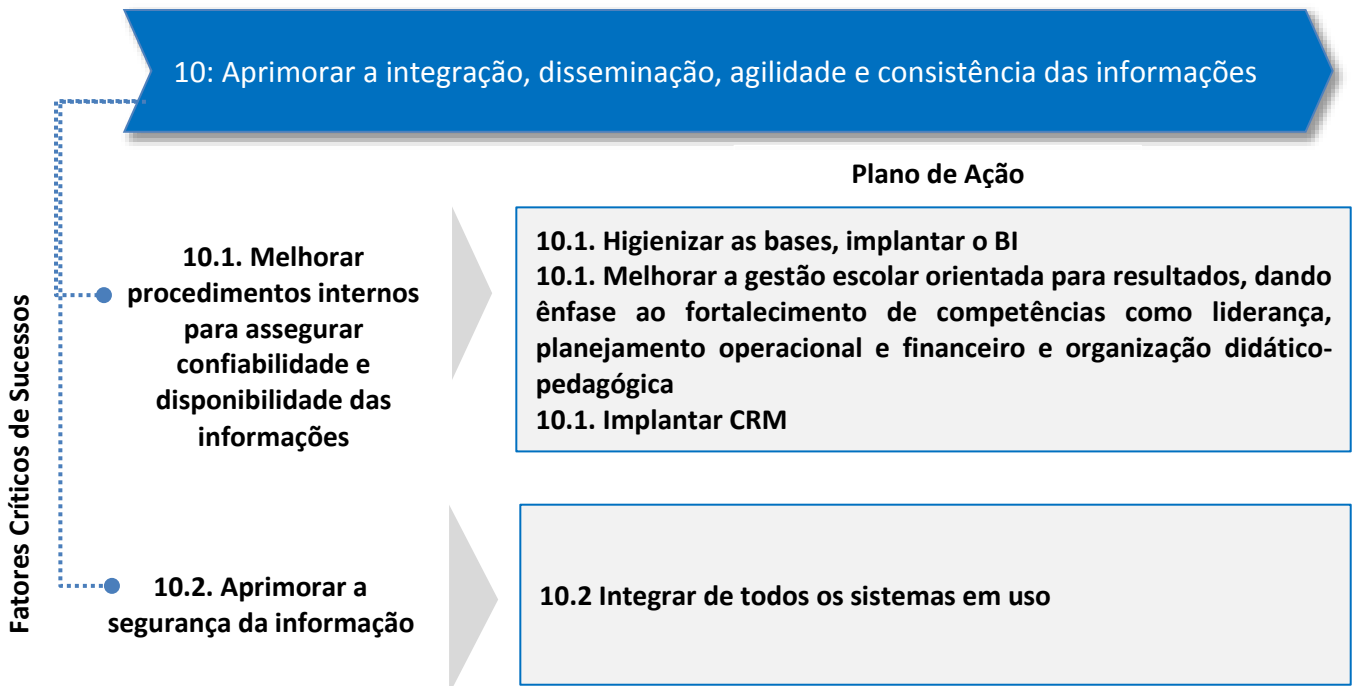 10: Aprimorar a integração, disseminação, agilidade e consistência das informações
Plano de Ação
Fatores Críticos de Sucessos
10.1. Melhorar
procedimentos internos
para assegurar
confiabilidade e
disponibilidade das
informações
10.1. Higienizar as bases, implantar o BI
10.1. Melhorar a gestão escolar orientada para resultados, dando
ênfase ao fortalecimento de competências como liderança,
planejamento operacional e financeiro e organização didático-
pedagógica
10.1. Implantar CRM
10.2. Aprimorar a
segurança da informação
10.2 Integrar de todos os sistemas em uso